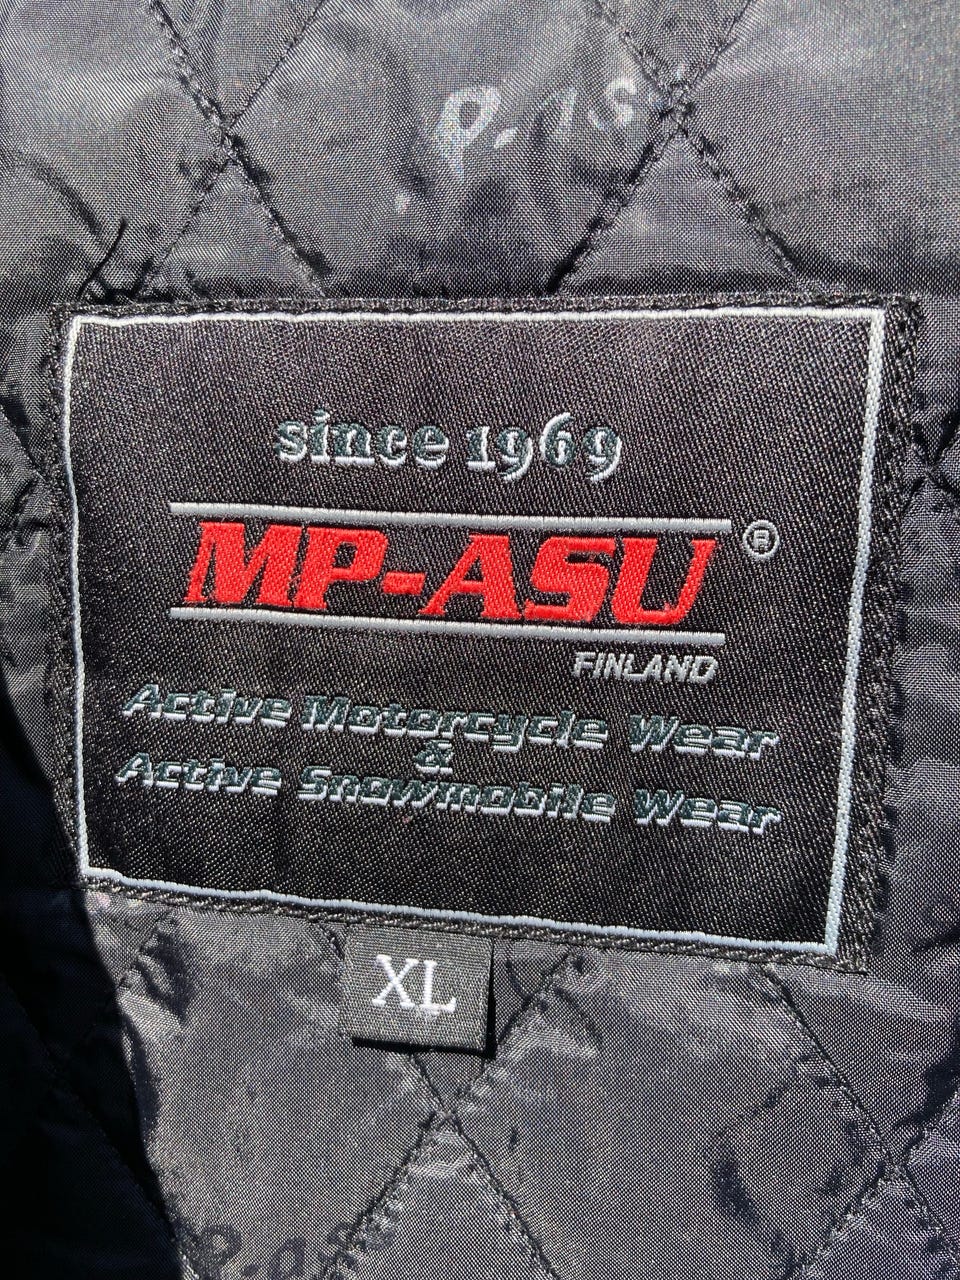 since 1969
MP-ASU ®
FINLAND
Active Motorcycle Wear
&
Active Snowmobile Wear
XL